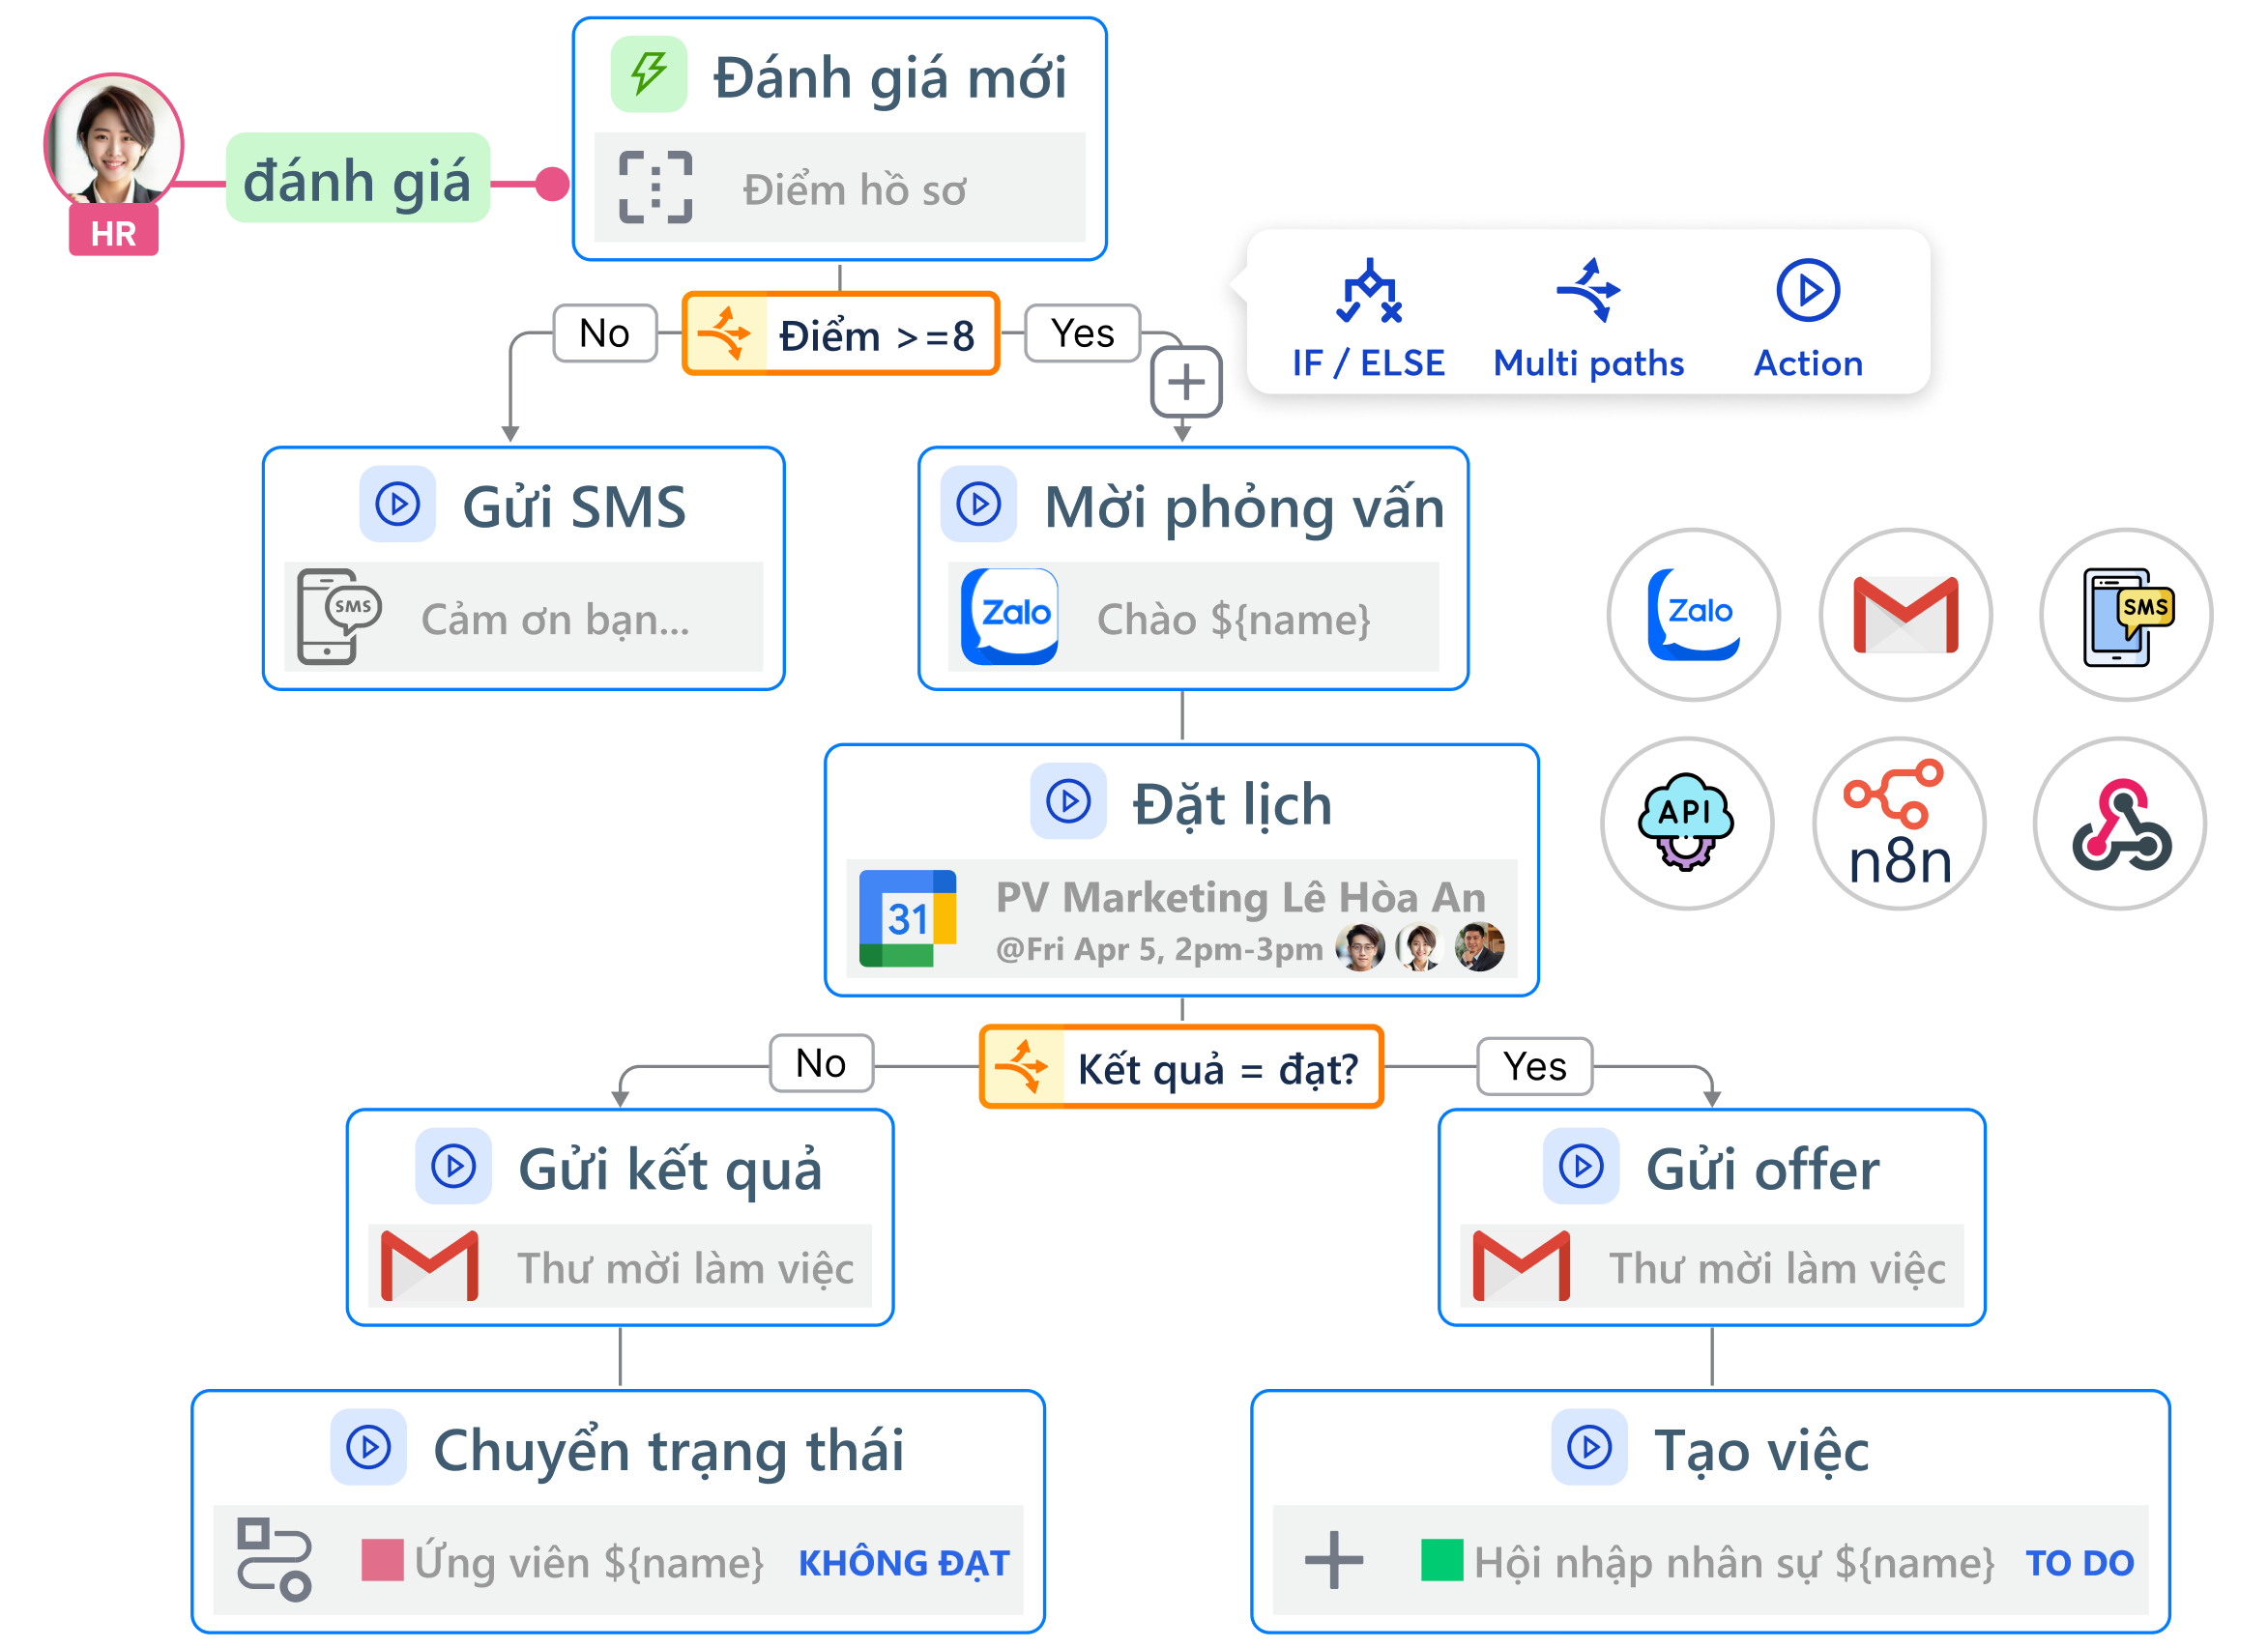 Đánh giá mới
đánh giá
HR
Điểm hồ sơ
No
Điểm >=8
Yes
IF / ELSE
Multi paths
Action
Gửi SMS
SMS
Cảm ơn bạn...
Mời phỏng vấn
Zalo
Chào ${name}
Zalo
SMS
API
n8n
Đặt lịch
31
PV Marketing Lê Hòa An
@Fri Apr 5, 2pm-3pm
No
Kết quả = đạt?
Yes
Gửi kết quả
Thư mời làm việc
Gửi offer
Thư mời làm việc
Chuyển trạng thái
Ứng viên ${name} KHÔNG ĐẠT
Tạo việc
Hội nhập nhân sự ${name} TO DO